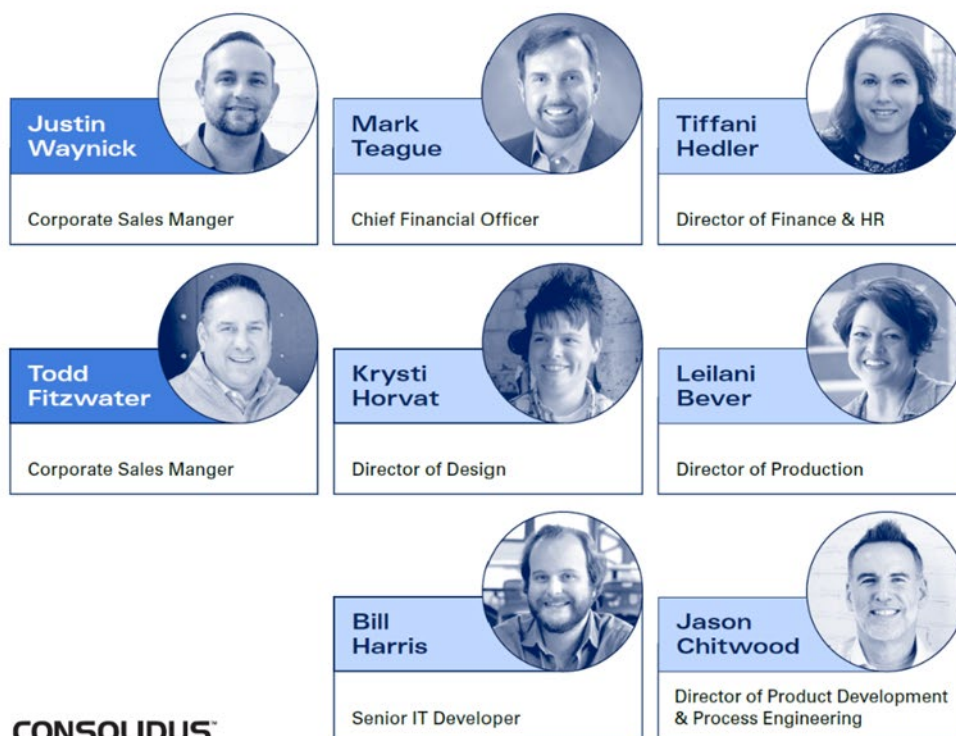 Justin
Waynick
Corporate Sales Manger
Mark
Teague
Chief Financial Officer
Tiffani
Hedler
Director of Finance & HR
Todd
Fitzwater
Corporate Sales Manger
Krysti
Horvat
Director of Design
Leilani
Bever
Director of Production
Bill
Harris
Senior IT Developer
Jason
Chitwood
Director of Product Development
& Process Engineering
CONSOLIDUS™